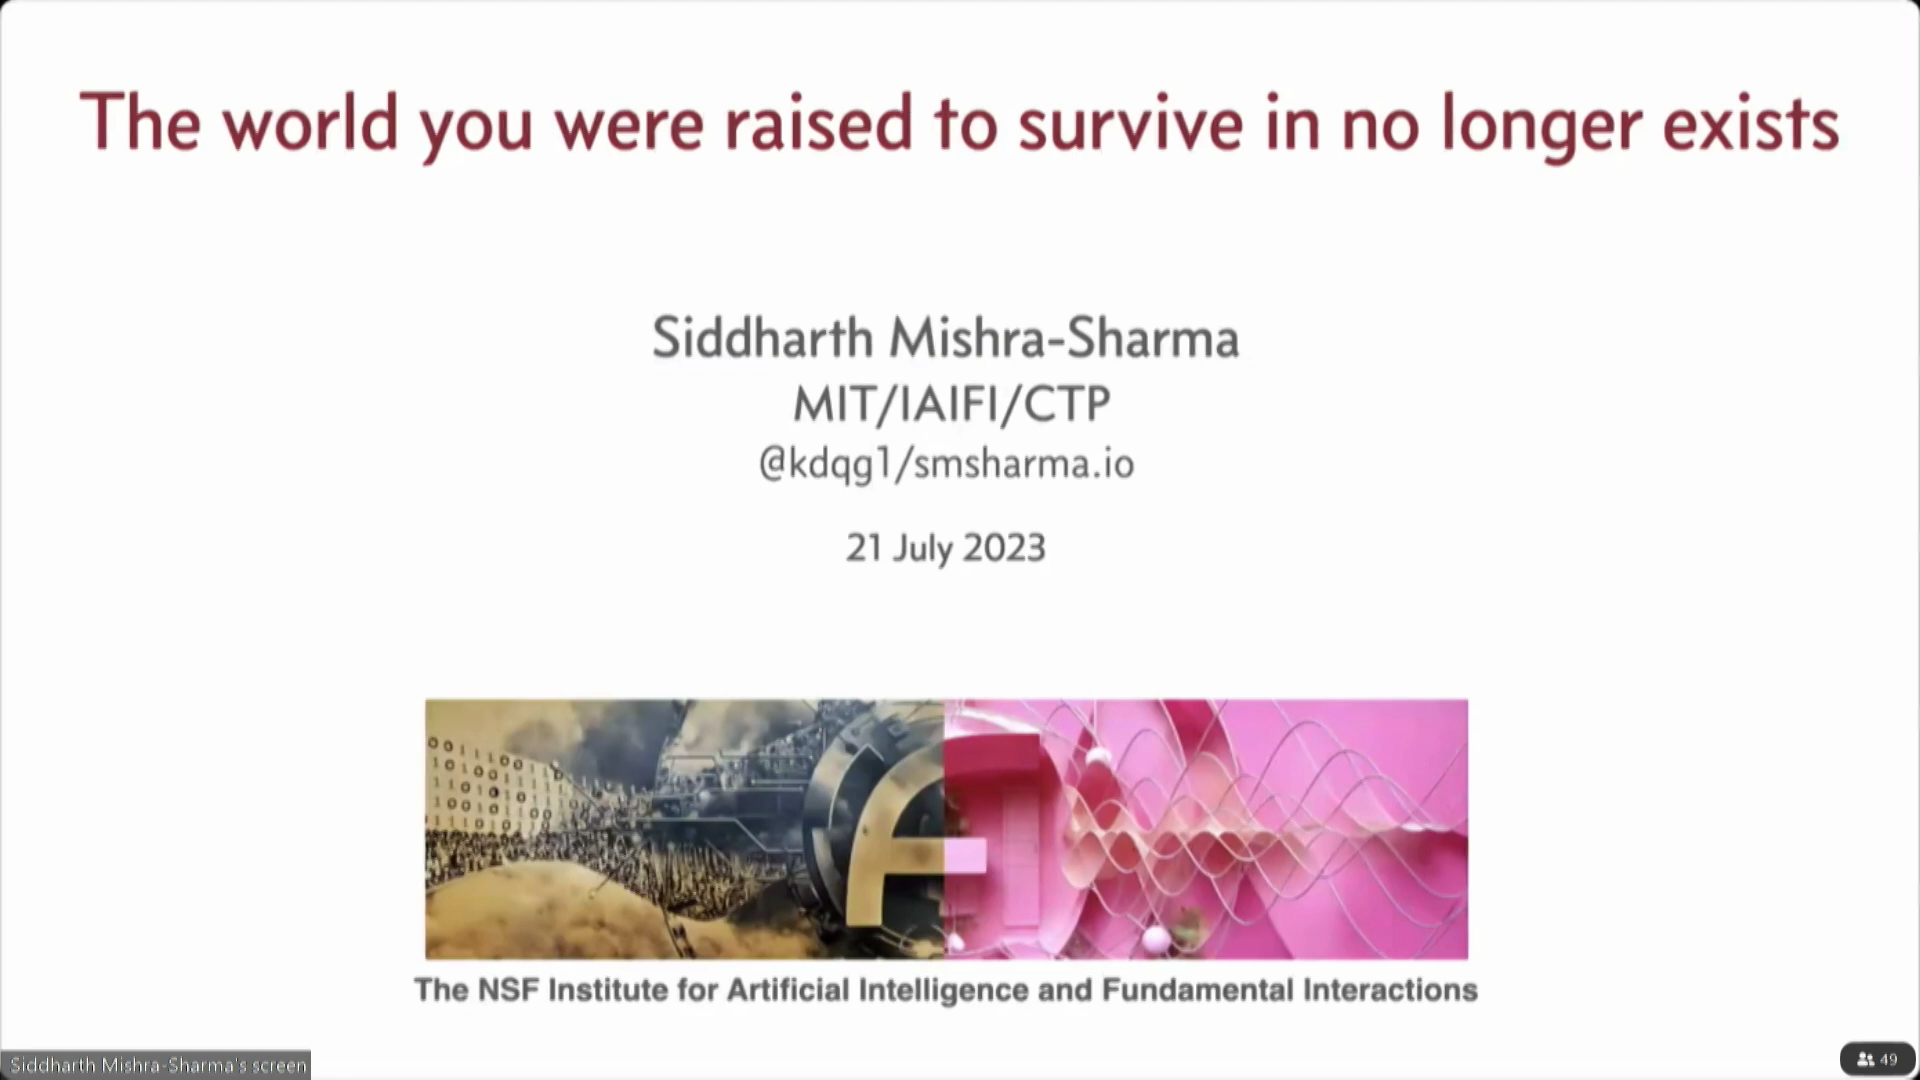 The world you were raised to survive in no longer exists
Siddharth Mishra-Sharma
MIT/IAIFI/CTP
@kdqg1/smsharma.io
21 July 2023
The NSF Institute for Artificial Intelligence and Fundamental Interactions
Siddharth Mishra-Sharma's screen
49